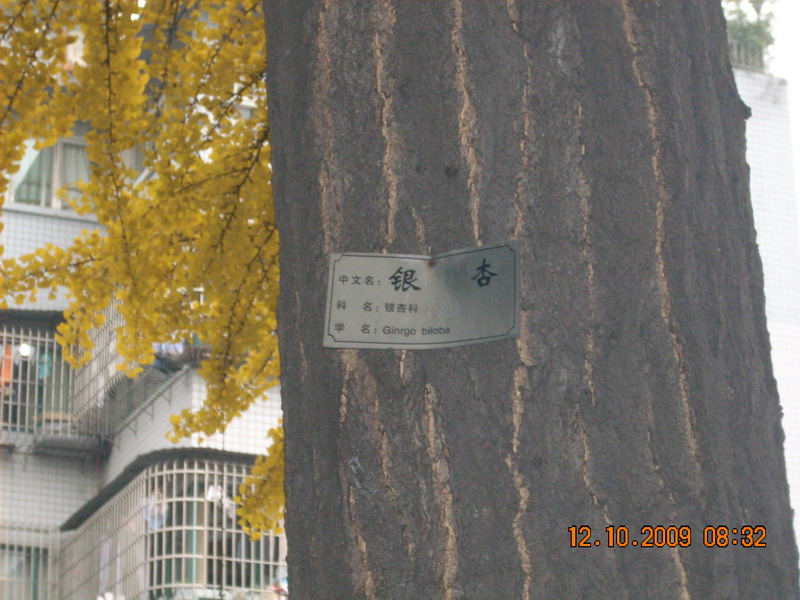 中文名：银杏
科 名：银杏科
学 名：Ginrgo biloba
12.10.2009 08:32